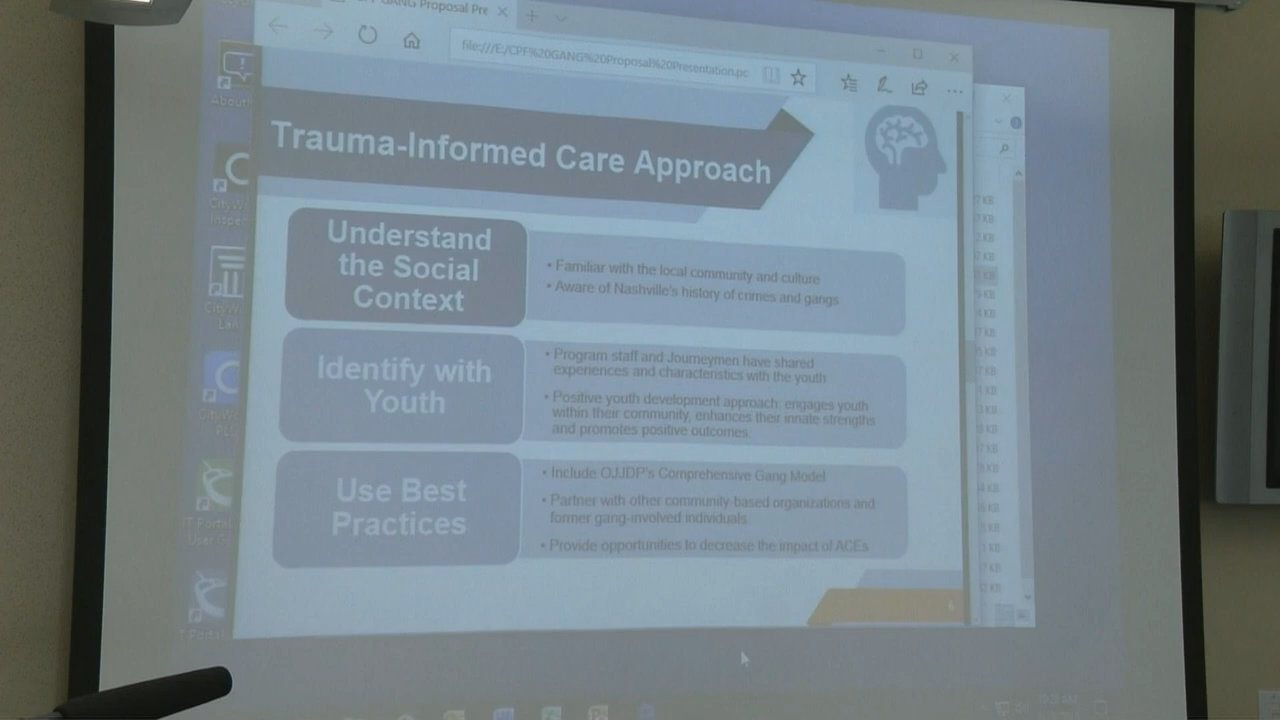 GANG Proposal Pre
file:///E:/CPF%20GANG%20Proposal%20Presentation.pc
Trauma-Informed Care Approach
Understand
the Social
Context
• Familiar with the local community and culture
• Aware of Nashville's history of crimes and gangs
Identify with
Youth
• Program staff and Journeymen have shared
experiences and characteristics with the youth
• Positive youth development approach: engages youth
within their community, enhances their innate strengths
and promotes positive outcomes.
Use Best
Practices
• Include OJJDP's Comprehensive Gang Model
• Partner with other community-based organizations and
former gang-involved individuals
• Provide opportunities to decrease the impact of ACEs
6